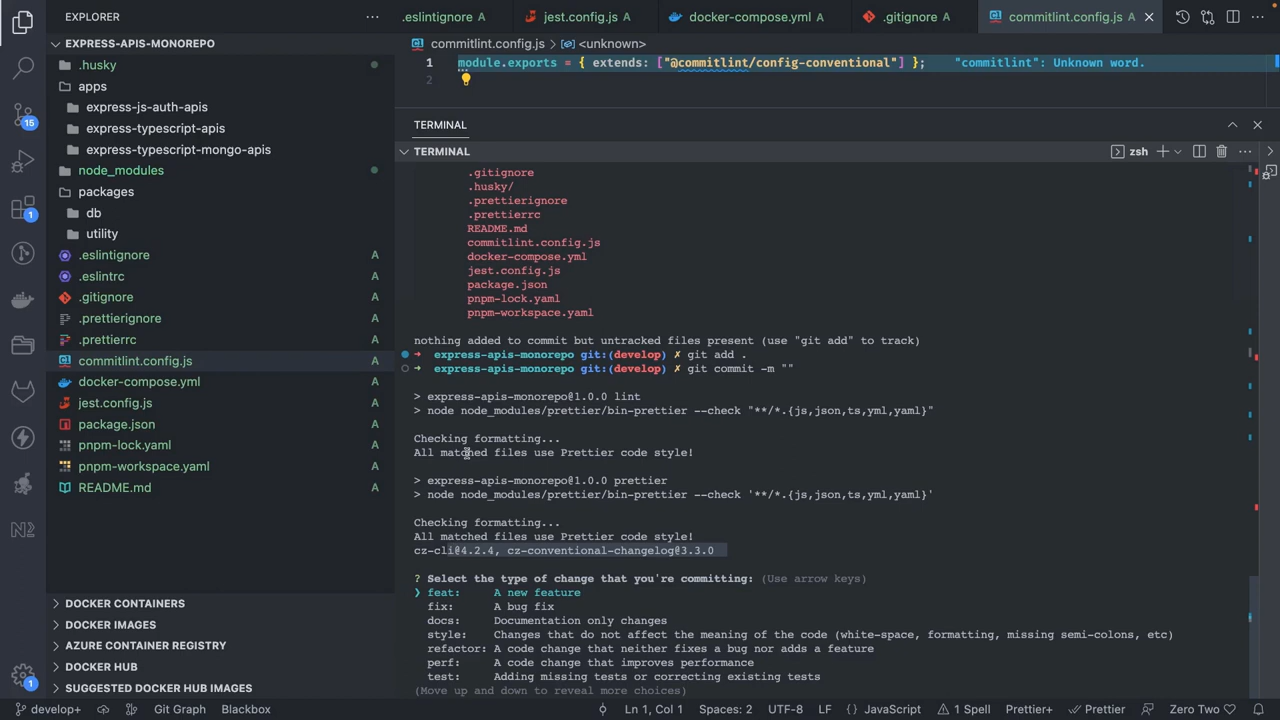 EXPLORER
EXPRESS-APIS-MONOREPO
.husky
apps
express-js-auth-apis
express-typescript-apis
express-typescript-mongo-apis
node_modules
packages
db
utility
.eslintignore A
.eslintrc A
.gitignore A
.prettierignore A
.prettierrc A
commitlint.config.js A
docker-compose.yml A
jest.config.js A
package.json A
pnpm-lock.yaml A
pnpm-workspace.yaml A
README.md A
DOCKER CONTAINERS
DOCKER IMAGES
AZURE CONTAINER REGISTRY
DOCKER HUB
SUGGESTED DOCKER HUB IMAGES
15
1
1
.eslintignore A
jest.config.js A
docker-compose.yml A
.gitignore A
commitlint.config.js A
commitlint.config.js > <unknown>
1 module.exports = { extends: ["@commitlint/config-conventional"] }; "commitlint": Unknown word.
2
TERMINAL
TERMINAL
zsh
.gitignore
.husky/
.prettierignore
.prettierrc
README.md
commitlint.config.js
docker-compose.yml
jest.config.js
package.json
pnpm-lock.yaml
pnpm-workspace.yaml
nothing added to commit but untracked files present (use "git add" to track)
➜ express-apis-monorepo git:(develop) ✗ git add .
➜ express-apis-monorepo git:(develop) ✗ git commit -m ""
> express-apis-monorepo@1.0.0 lint
> node node_modules/prettier/bin-prettier --check "**/*.{js,json,ts,yml,yaml}"
Checking formatting...
All matched files use Prettier code style!
> express-apis-monorepo@1.0.0 prettier
> node node_modules/prettier/bin-prettier --check '**/*.{js,json,ts,yml,yaml}'
Checking formatting...
All matched files use Prettier code style!
cz-cli@4.2.4, cz-conventional-changelog@3.3.0
? Select the type of change that you're committing: (Use arrow keys)
❯ feat: A new feature
fix: A bug fix
docs: Documentation only changes
style: Changes that do not affect the meaning of the code (white-space, formatting, missing semi-colons, etc)
refactor: A code change that neither fixes a bug nor adds a feature
perf: A code change that improves performance
test: Adding missing tests or correcting existing tests
(Move up and down to reveal more choices)
develop+
Git Graph
Blackbox
Ln 1, Col 1
Spaces: 2
UTF-8
LF
JavaScript
1 Spell
Prettier+
Prettier
Zero Two